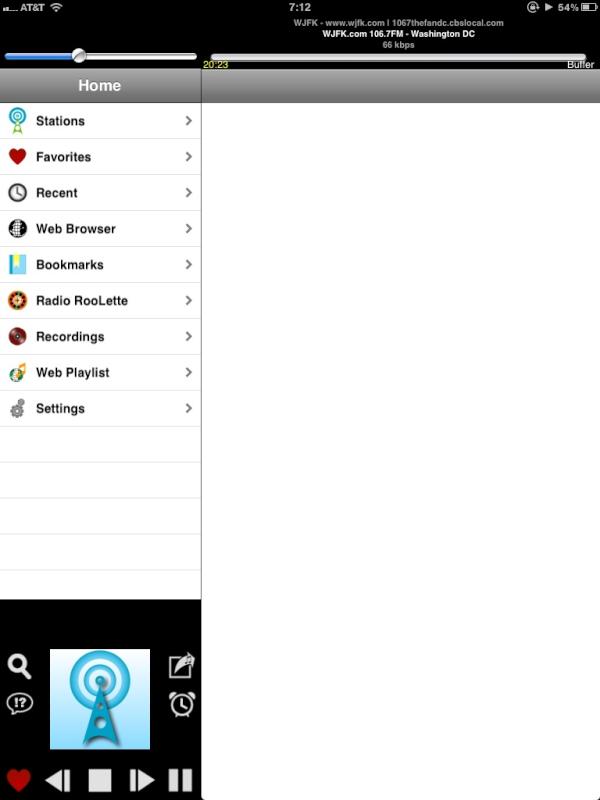 AT&T
7:12
54%
WJFK - www.wjfk.com | 1067thefandc.cbslocal.com
WJFK.com 106.7FM - Washington DC
66 kbps
20:23
Buffer
Home
Stations
Favorites
Recent
Web Browser
Bookmarks
Radio RooLette
Recordings
Web Playlist
Settings
!?